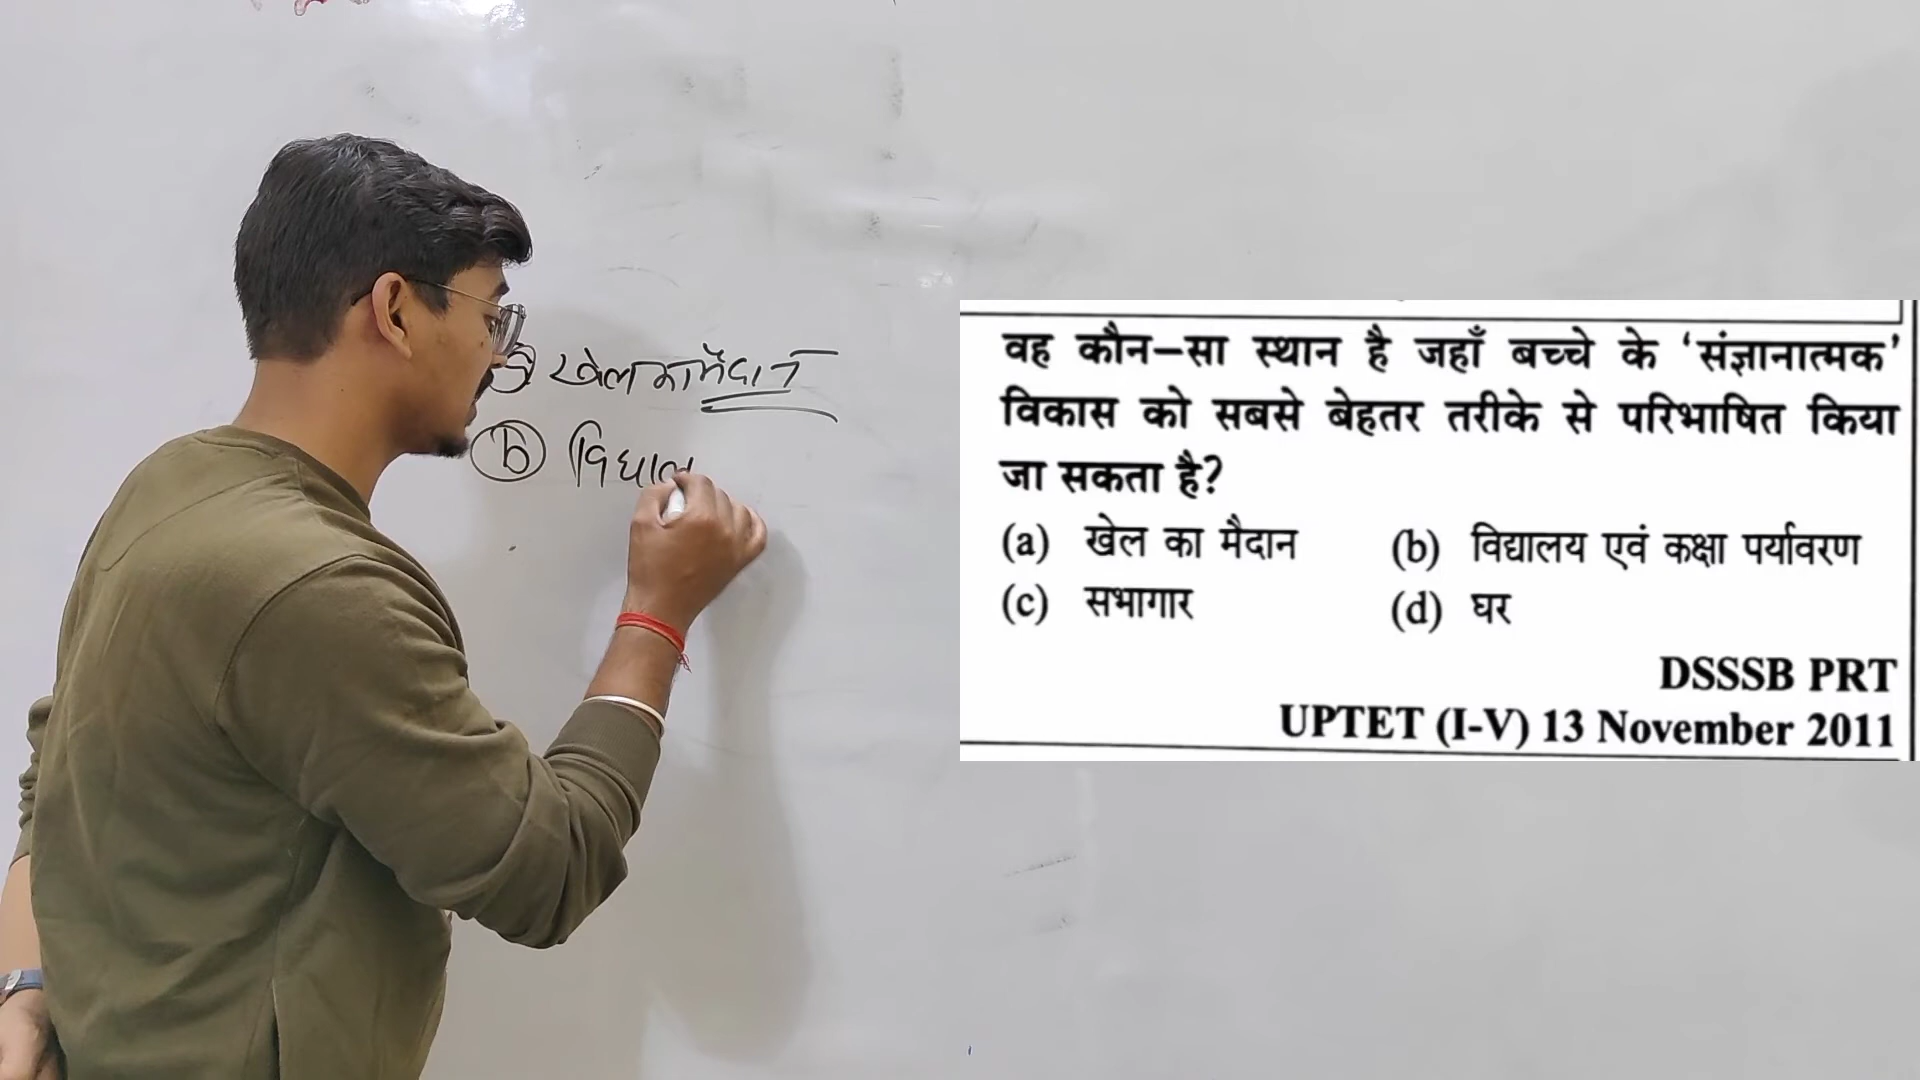 खेल का मैदान
(b) विद्याल
वह कौन–सा स्थान है जहाँ बच्चे के ‘संज्ञानात्मक’
विकास को सबसे बेहतर तरीके से परिभाषित किया
जा सकता है?
(a) खेल का मैदान (b) विद्यालय एवं कक्षा पर्यावरण
(c) सभागार (d) घर
DSSSB PRT
UPTET (I-V) 13 November 2011